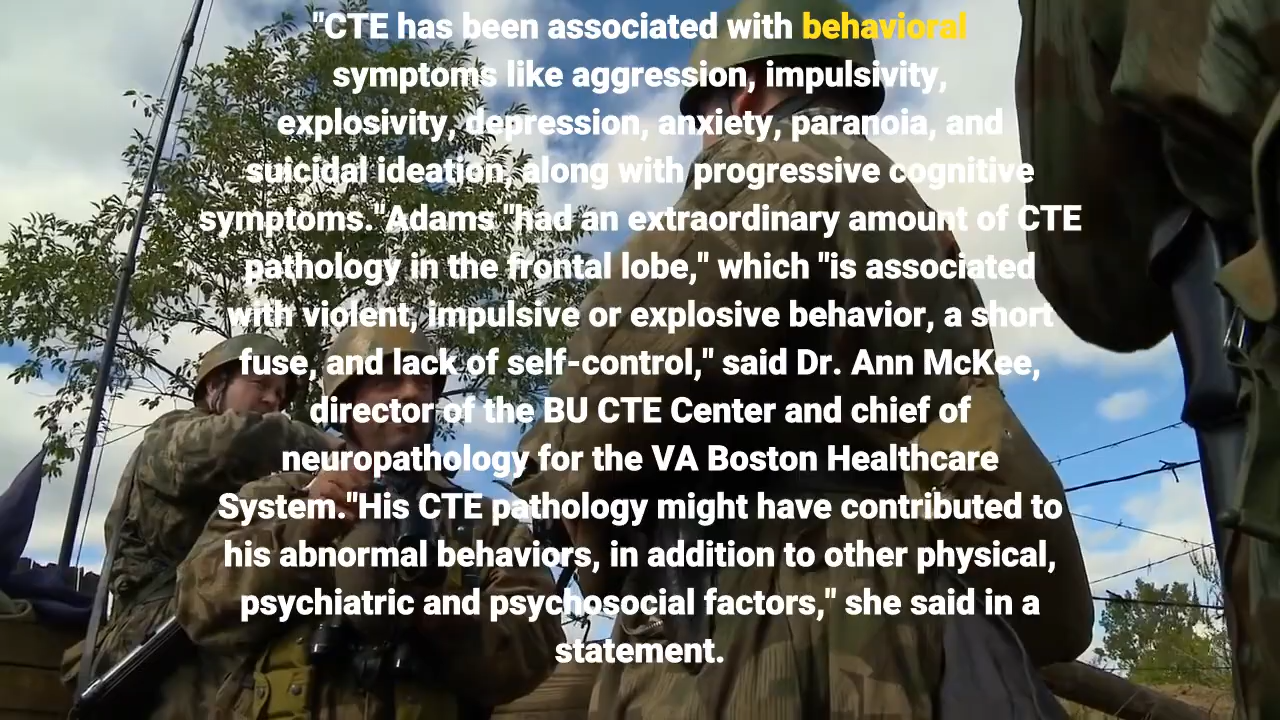 "CTE has been associated with behavioral
symptoms like aggression, impulsivity,
explosivity, depression, anxiety, paranoia, and
suicidal ideation, along with progressive cognitive
symptoms."Adams "had an extraordinary amount of CTE
pathology in the frontal lobe," which "is associated
with violent, impulsive or explosive behavior, a short
fuse, and lack of self-control," said Dr. Ann McKee,
director of the BU CTE Center and chief of
neuropathology for the VA Boston Healthcare
System."His CTE pathology might have contributed to
his abnormal behaviors, in addition to other physical,
psychiatric and psychosocial factors," she said in a
statement.